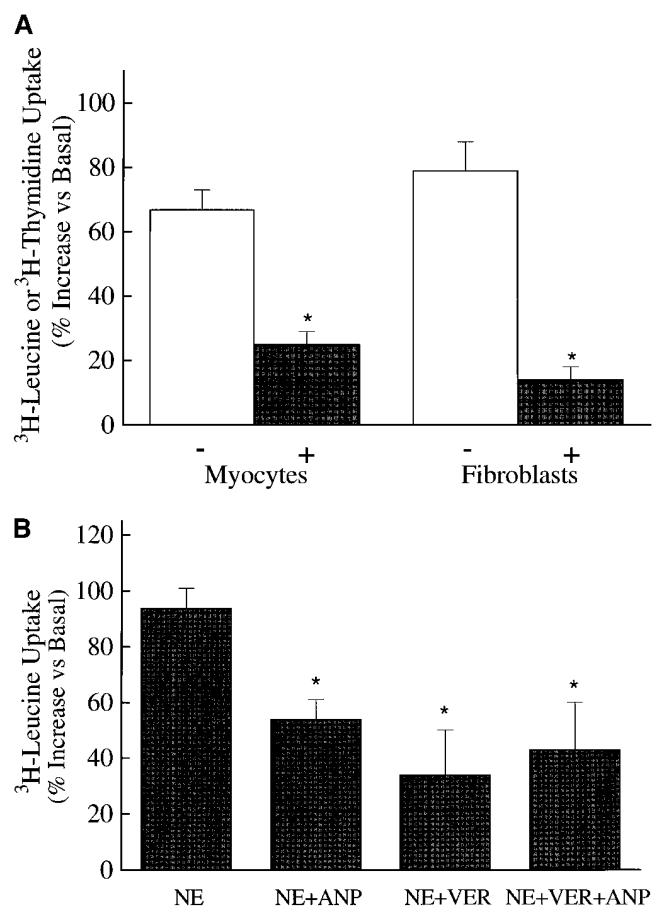 A
³H-Leucine or ³H-Thymidine Uptake
(% Increase vs Basal)
100
80
60
40
20
0
*
*
- + - +
Myocytes Fibroblasts
B
³H-Leucine Uptake
(% Increase vs Basal)
120
100
80
60
40
20
0
*
*
*
NE NE+ANP NE+VER NE+VER+ANP